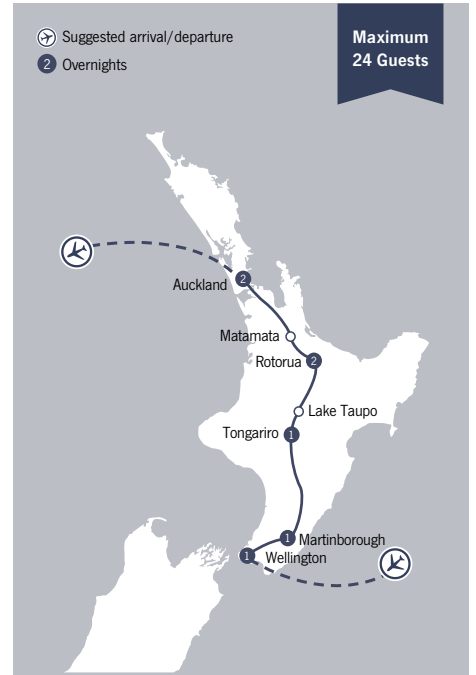 Suggested arrival/departure
2 Overnights
Maximum
24 Guests
2
Auckland
Matamata
Rotorua 2
Lake Taupo
Tongariro 1
1 Martinborough
1 Wellington